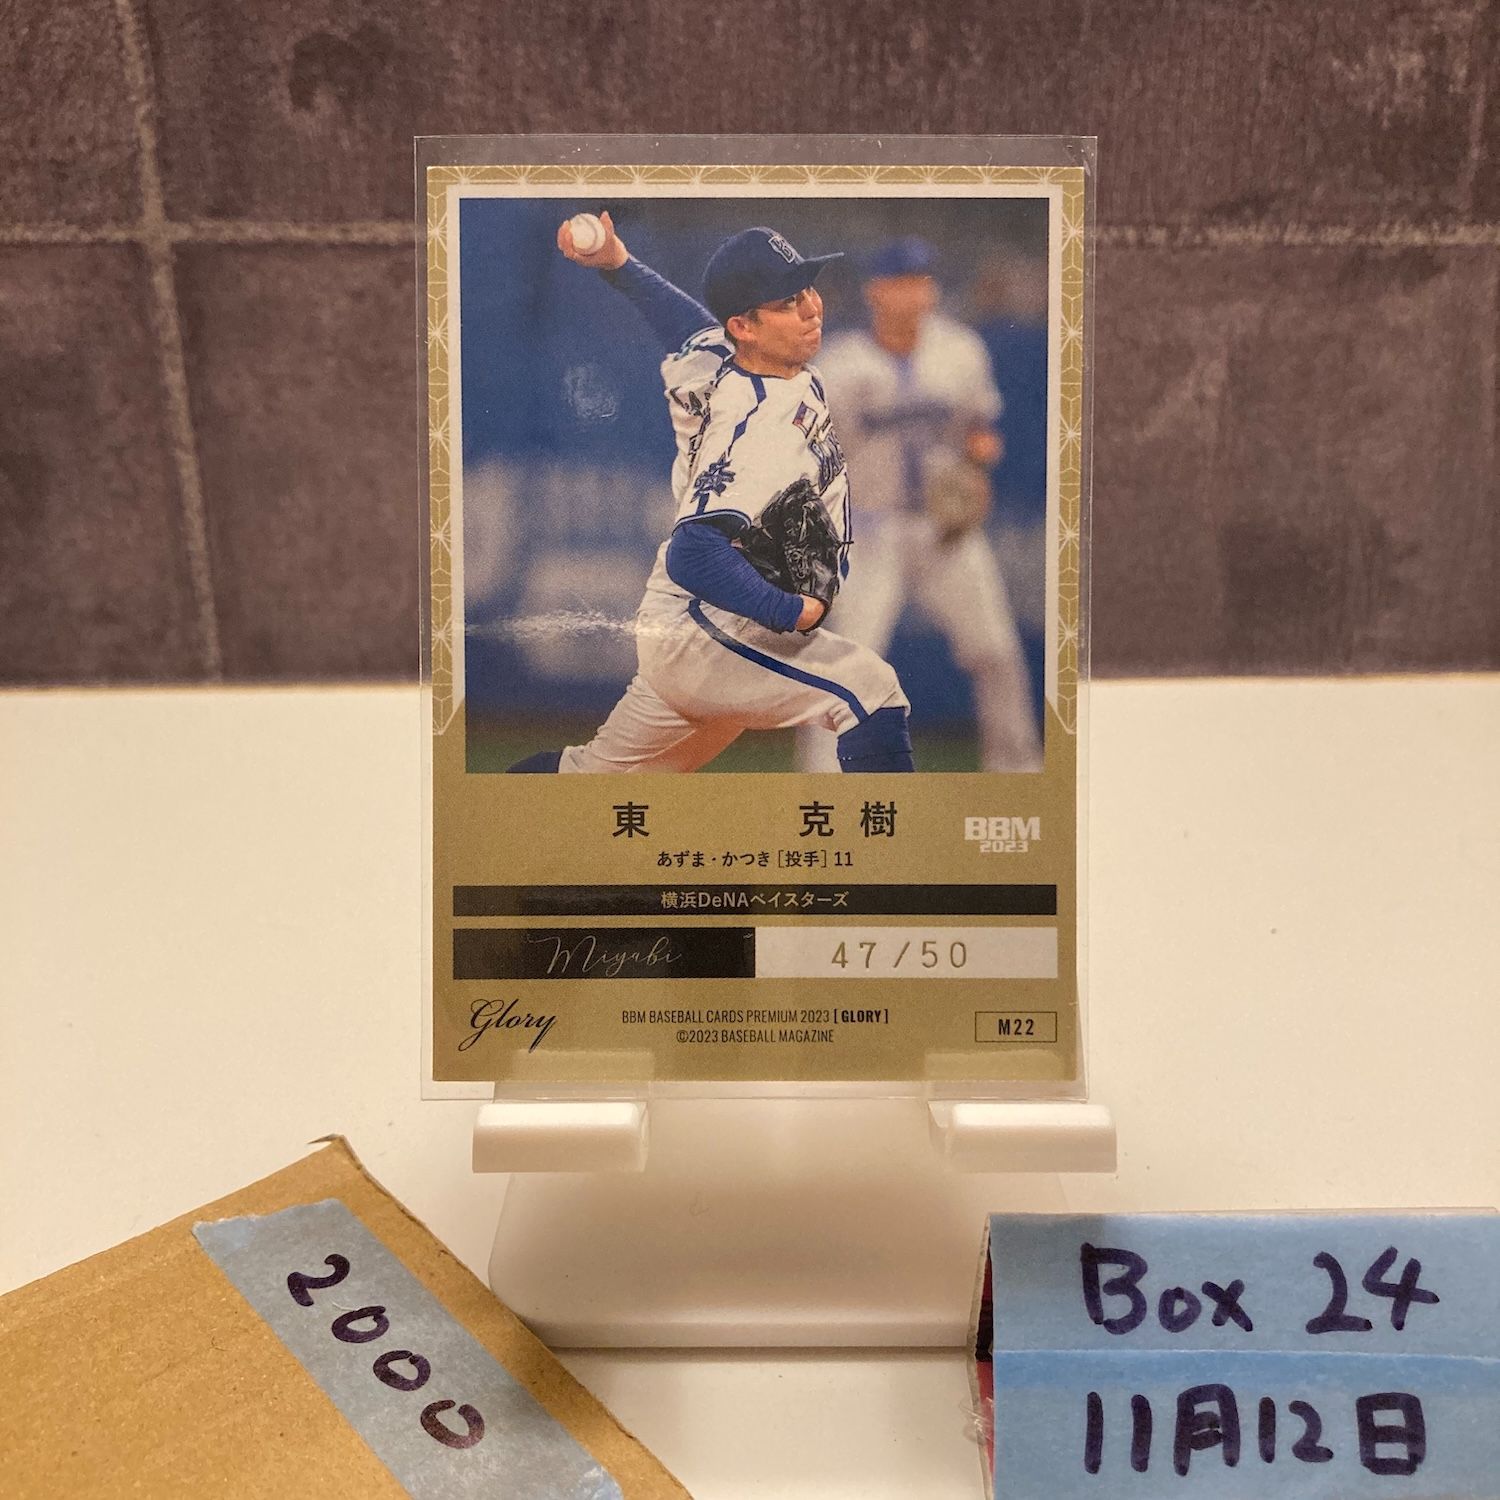 東 克樹
BBM
2023
あずま・かつき[投手]11
横浜DeNAベイスターズ
Miyabi
47/50
Glory
BBM BASEBALL CARDS PREMIUM 2023 [GLORY]
©2023 BASEBALL MAGAZINE
M22
2000
Box 24
11月12日